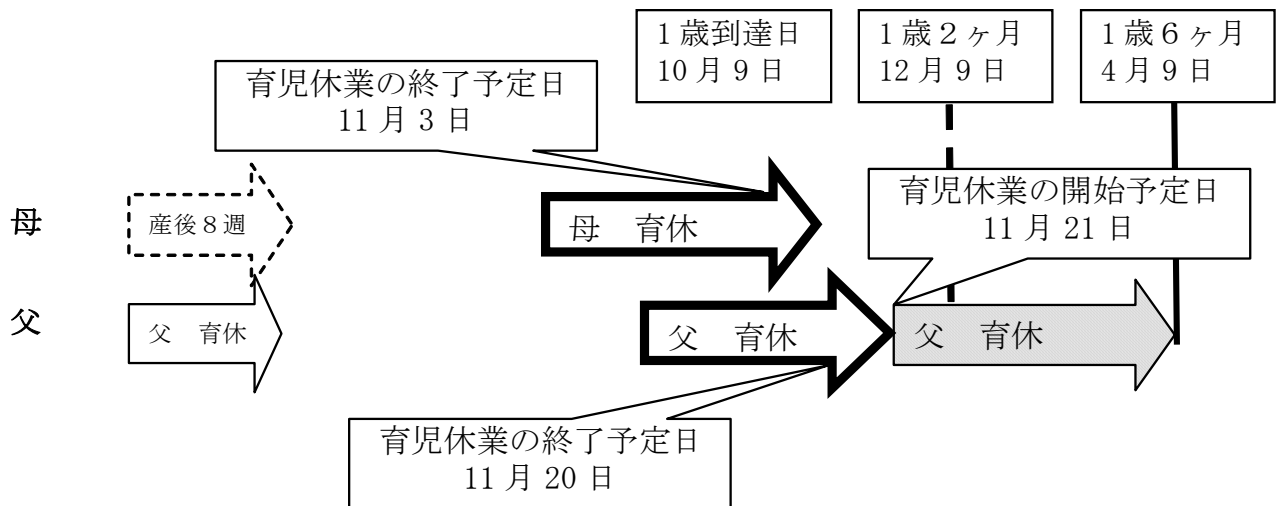 1歳到達日
10月9日
1歳２ヶ月
12月9日
1歳６ヶ月
4月9日
育児休業の終了予定日
11月3日
育児休業の開始予定日
11月21日
母
産後８週
母　育休
父
父　育休
父　育休
父　育休
育児休業の終了予定日
11月20日